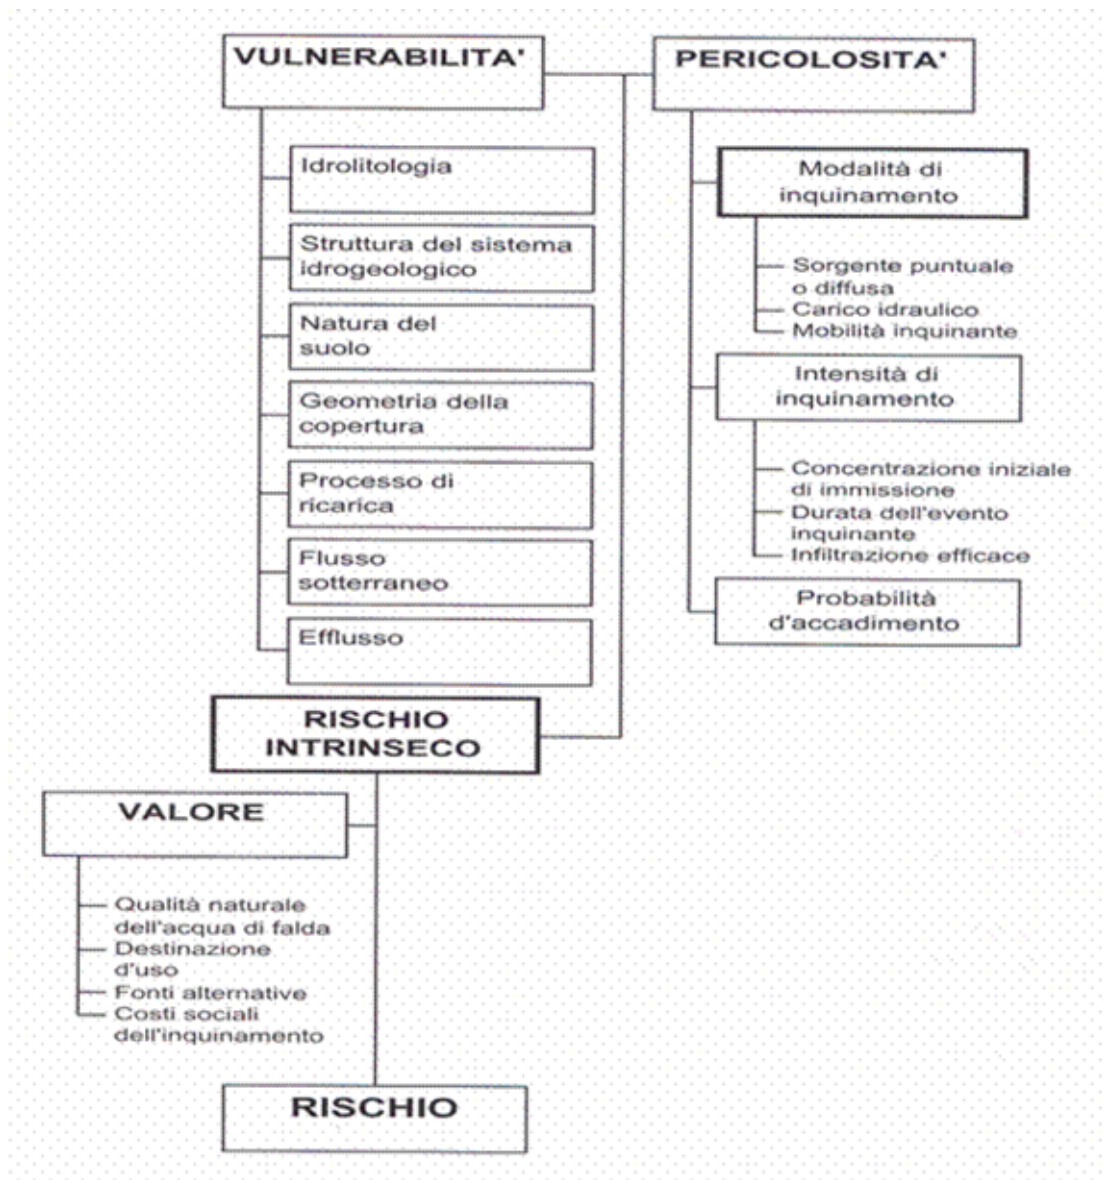 VULNERABILITA'
Idrolitologia
Struttura del sistema
idrogeologico
Natura del
suolo
Geometria della
copertura
Processo di
ricarica
Flusso
sotterraneo
Efflusso
PERICOLOSITA'
Modalità di
inquinamento
Sorgente puntuale
o diffusa
Carico idraulico
Mobilità inquinante
Intensità di
inquinamento
Concentrazione iniziale
di immissione
Durata dell'evento
inquinante
Infiltrazione efficace
Probabilità
d'accadimento
RISCHIO
INTRINSECO
VALORE
Qualità naturale
dell'acqua di falda
Destinazione
d'uso
Fonti alternative
Costi sociali
dell'inquinamento
RISCHIO